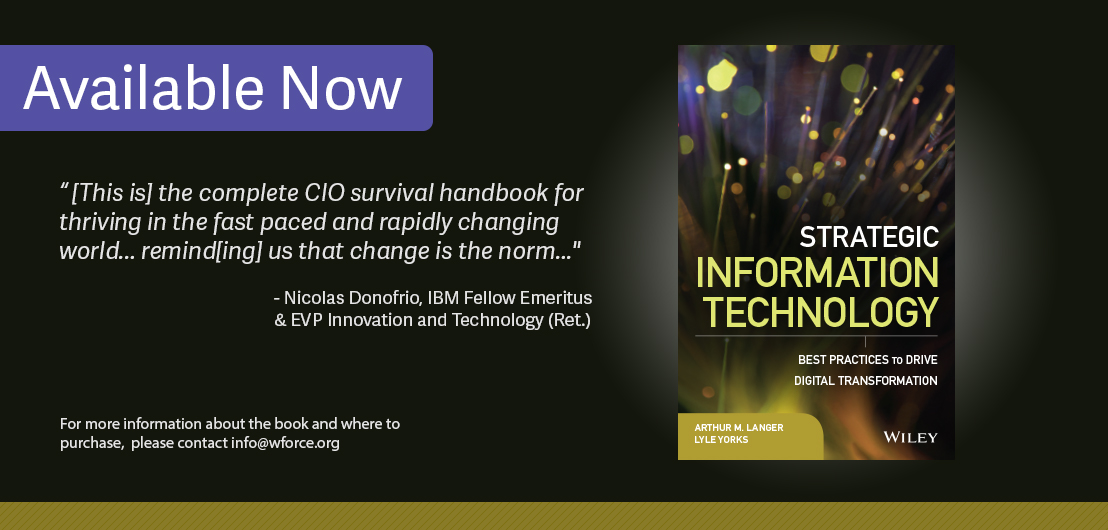 Available Now
“ [This is] the complete CIO survival handbook for
thriving in the fast paced and rapidly changing
world... remind[ing] us that change is the norm..."
- Nicolas Donofrio, IBM Fellow Emeritus
& EVP Innovation and Technology (Ret.)
For more information about the book and where to
purchase,  please contact info@wforce.org
STRATEGIC
INFORMATION
TECHNOLOGY
BEST PRACTICES TO DRIVE
DIGITAL TRANSFORMATION
ARTHUR M. LANGER
LYLE YORKS
WILEY